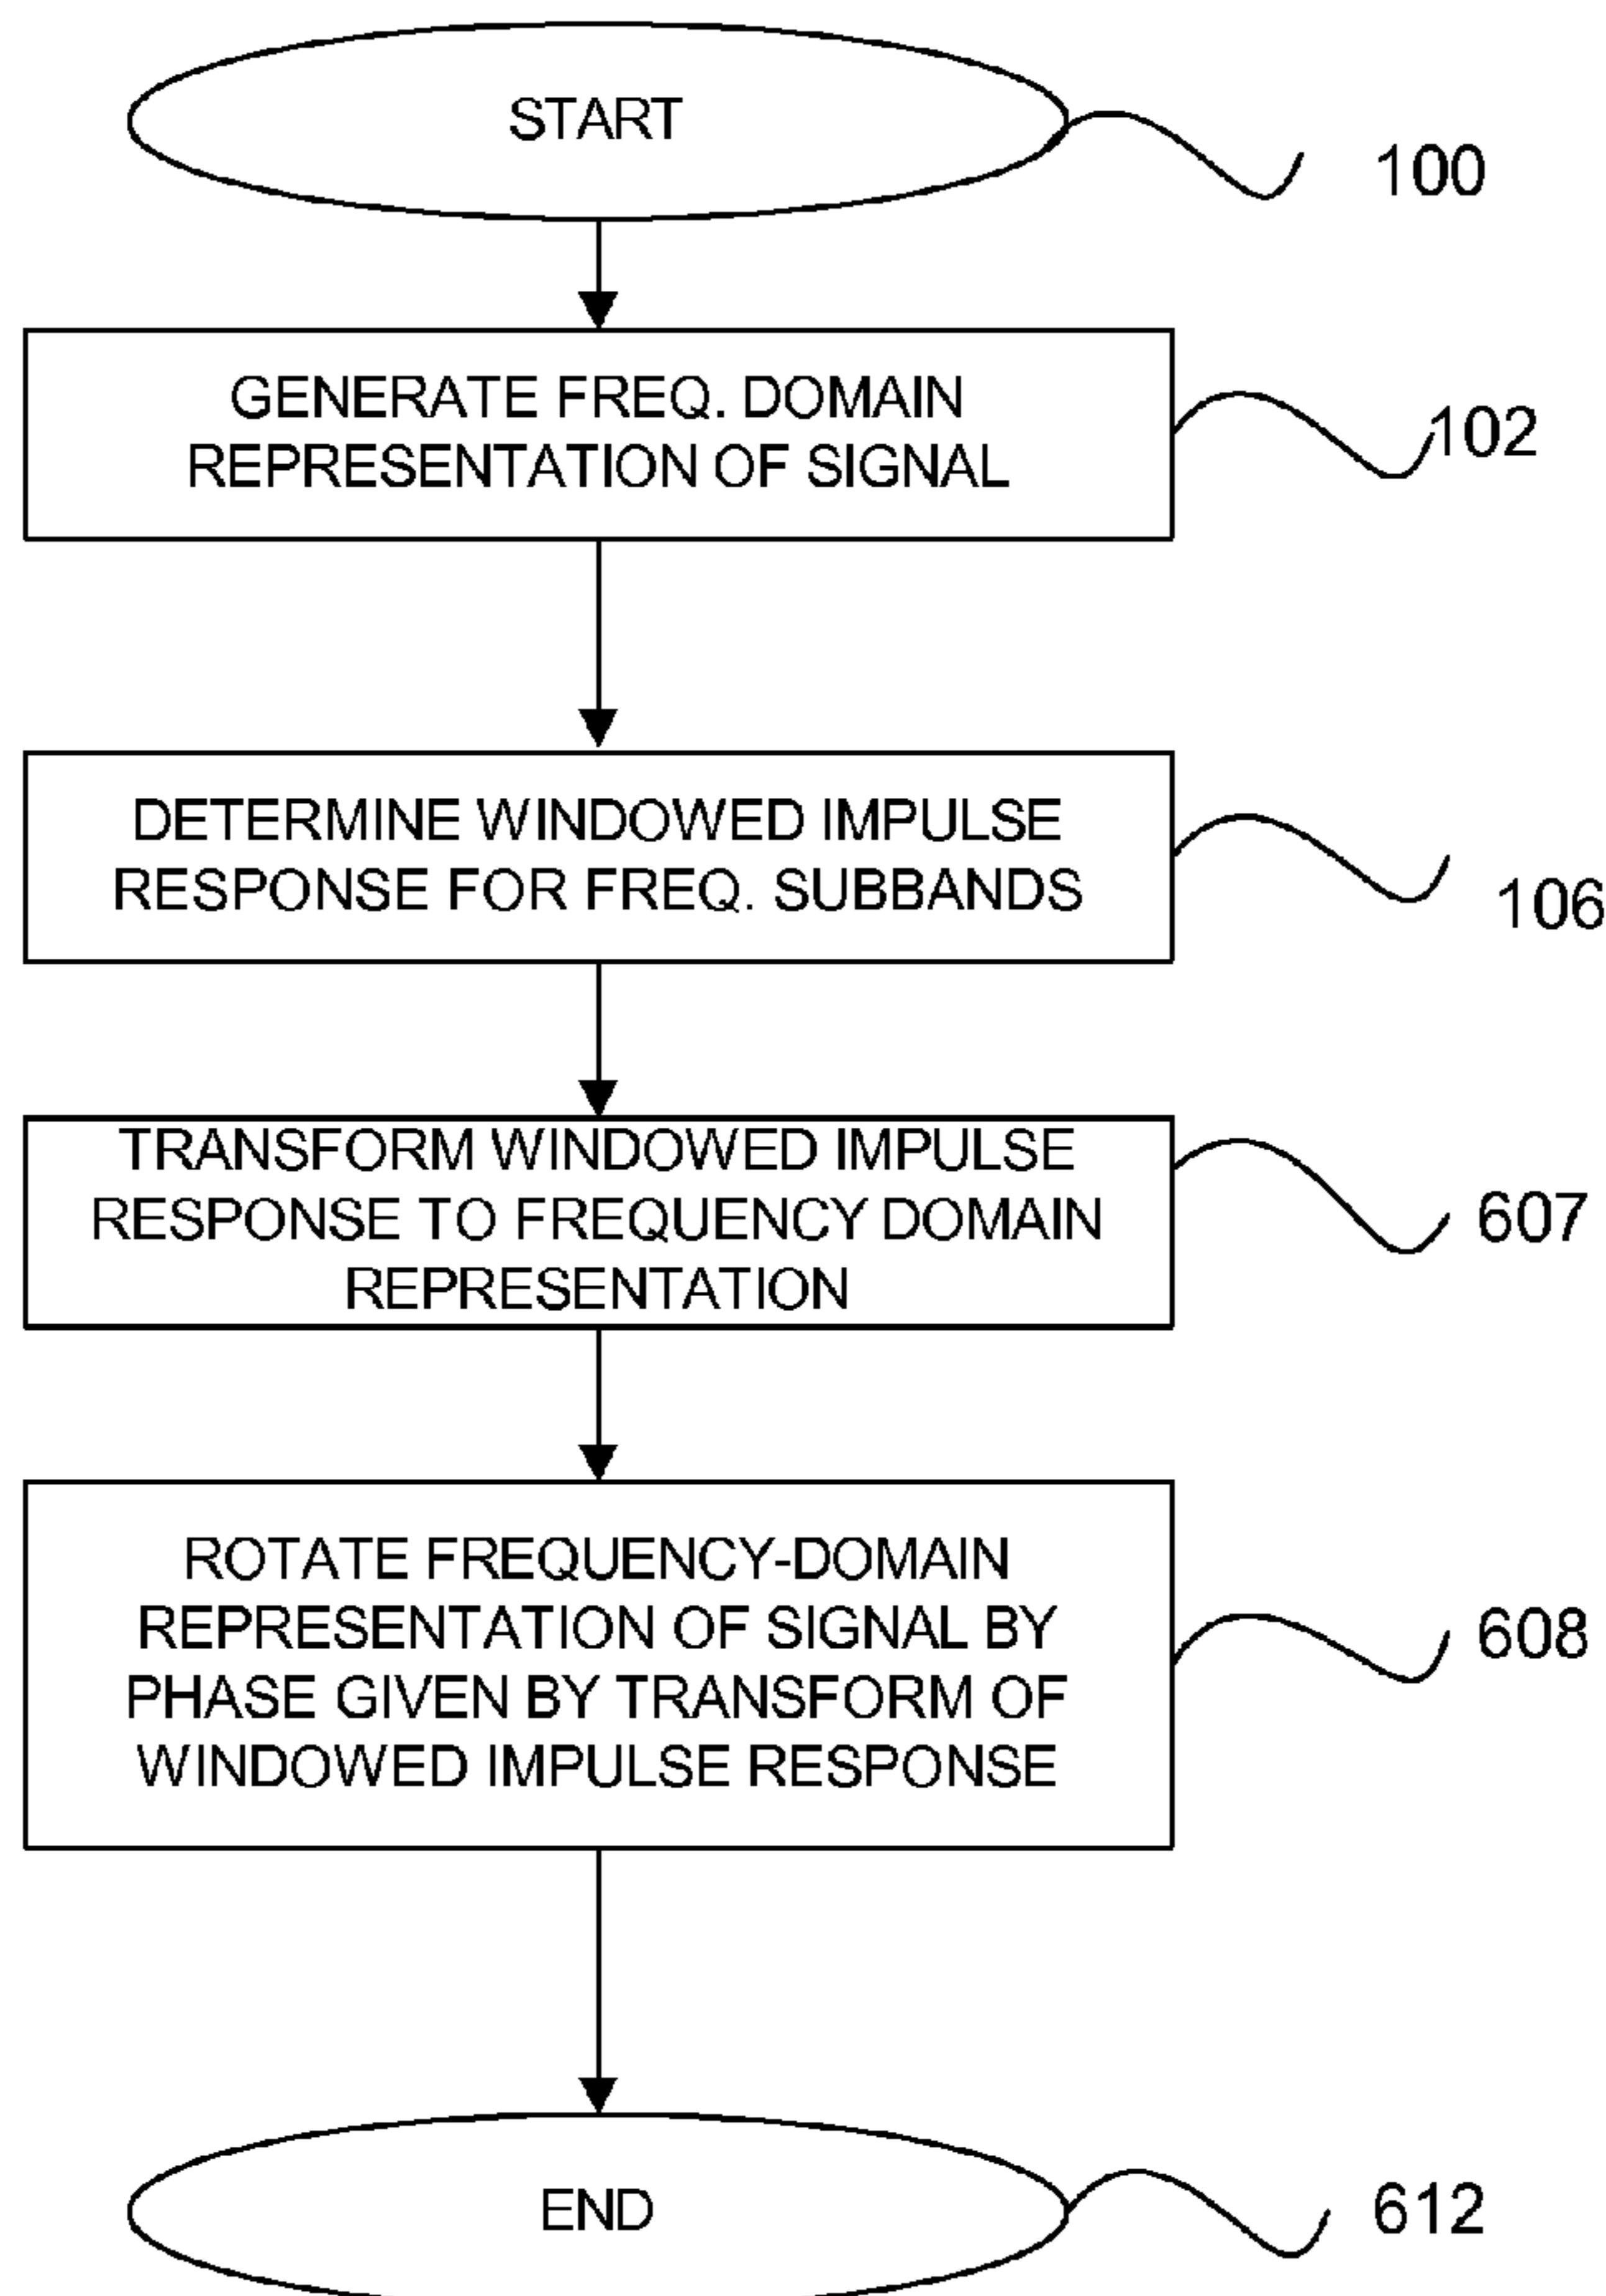 START
100
GENERATE FREQ. DOMAIN
REPRESENTATION OF SIGNAL
102
DETERMINE WINDOWED IMPULSE
RESPONSE FOR FREQ. SUBBANDS
106
TRANSFORM WINDOWED IMPULSE
RESPONSE TO FREQUENCY DOMAIN
REPRESENTATION
607
ROTATE FREQUENCY-DOMAIN
REPRESENTATION OF SIGNAL BY
PHASE GIVEN BY TRANSFORM OF
WINDOWED IMPULSE RESPONSE
608
END
612